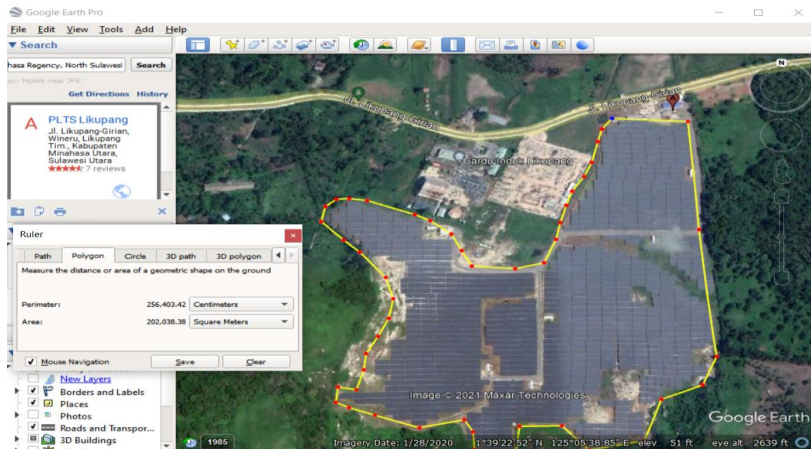 Google Earth Pro
File Edit View Tools Add Help
Search
hasa Regency, North Sulawesi Search
ex: Hotels near JFK
Get Directions History
A PLTS Likupang
Jl. Likupang-Girian,
Wineru, Likupang
Tim., Kabupaten
Minahasa Utara,
Sulawesi Utara
7 reviews
Ruler
Path Polygon Circle 3D path 3D polygon
Measure the distance or area of a geometric shape on the ground
Perimeter: 256,403.42 Centimeters
Area: 202,038.38 Square Meters
Mouse Navigation Save Clear
New Layers
Borders and Labels
Places
Photos
Roads and Transpor...
3D Buildings
Jl. Likupang Girian
Jl. Likupang Girian
N
Gardu Induk Likupang
Image © 2021 Maxar Technologies
Google Earth
1985
Imagery Date: 1/28/2020 1°39'22.52" N 125°05'38.85" E elev 51 ft eye alt 2639 ft